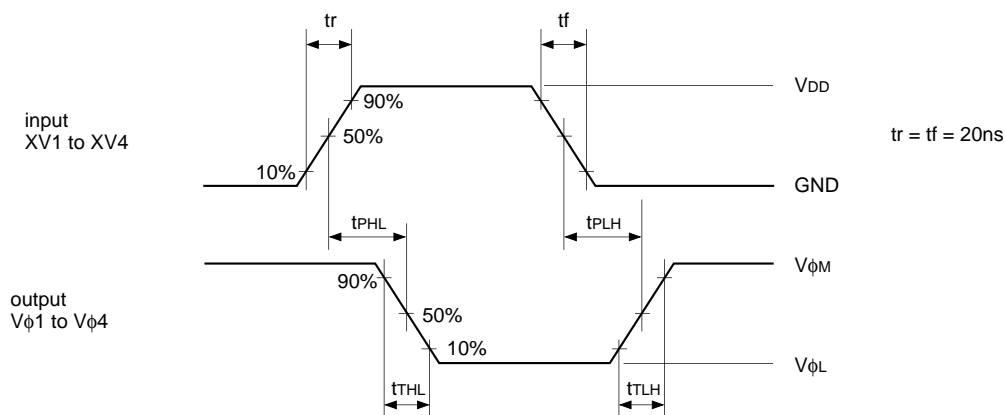 tr
tf
VDD
90%
input
XV1 to XV4
50%
tr = tf = 20ns
10%
GND
tPHL
tPLH
VϕM
90%
output
Vϕ1 to Vϕ4
50%
10%
VϕL
tTHL
tTLH